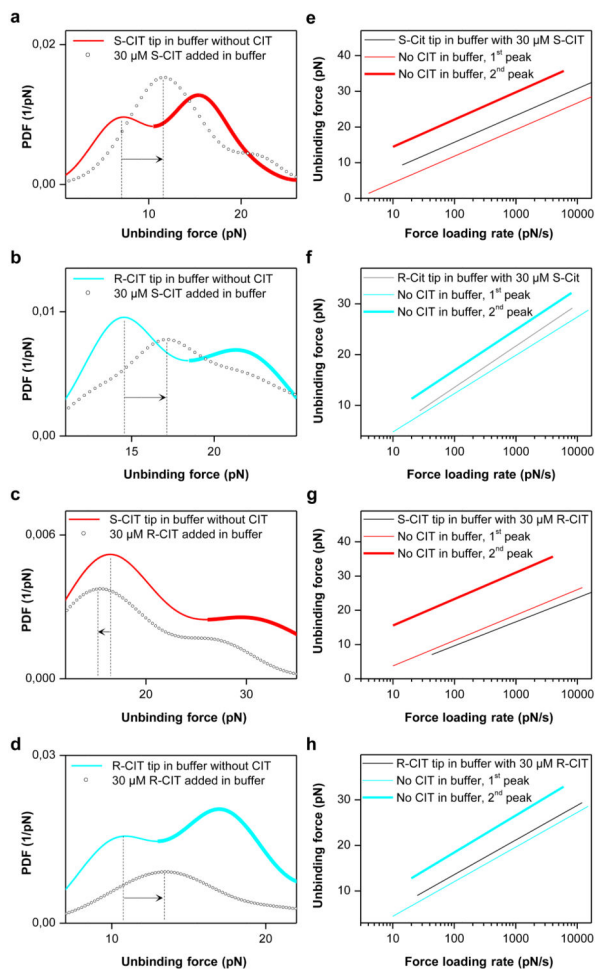 a
S-CIT tip in buffer without CIT
30 µM S-CIT added in buffer
0,02
0,00
PDF (1/pN)
10
20
Unbinding force (pN)
e
S-Cit tip in buffer with 30 µM S-CIT
No CIT in buffer, 1st peak
No CIT in buffer, 2nd peak
40
30
20
10
0
Unbinding force (pN)
10
100
1000
10000
Force loading rate (pN/s)
b
R-CIT tip in buffer without CIT
30 µM S-CIT added in buffer
0,01
0,00
PDF (1/pN)
15
20
Unbinding force (pN)
f
R-Cit tip in buffer with 30 µM S-Cit
No CIT in buffer, 1st peak
No CIT in buffer, 2nd peak
30
20
10
Unbinding force (pN)
10
100
1000
10000
Force loading rate (pN/s)
c
S-CIT tip in buffer without CIT
30 µM R-CIT added in buffer
0,006
0,000
PDF (1/pN)
20
30
Unbinding force (pN)
g
S-CIT tip in buffer with 30 µM R-CIT
No CIT in buffer, 1st peak
No CIT in buffer, 2nd peak
40
30
20
10
0
Unbinding force (pN)
10
100
1000
10000
Force loading rate (pN/s)
d
R-CIT tip in buffer without CIT
30 µM R-CIT added in buffer
0,03
0,00
PDF (1/pN)
10
20
Unbinding force (pN)
h
R-CIT tip in buffer with 30 µM R-CIT
No CIT in buffer, 1st peak
No CIT in buffer, 2nd peak
30
20
10
Unbinding force (pN)
10
100
1000
10000
Force loading rate (pN/s)